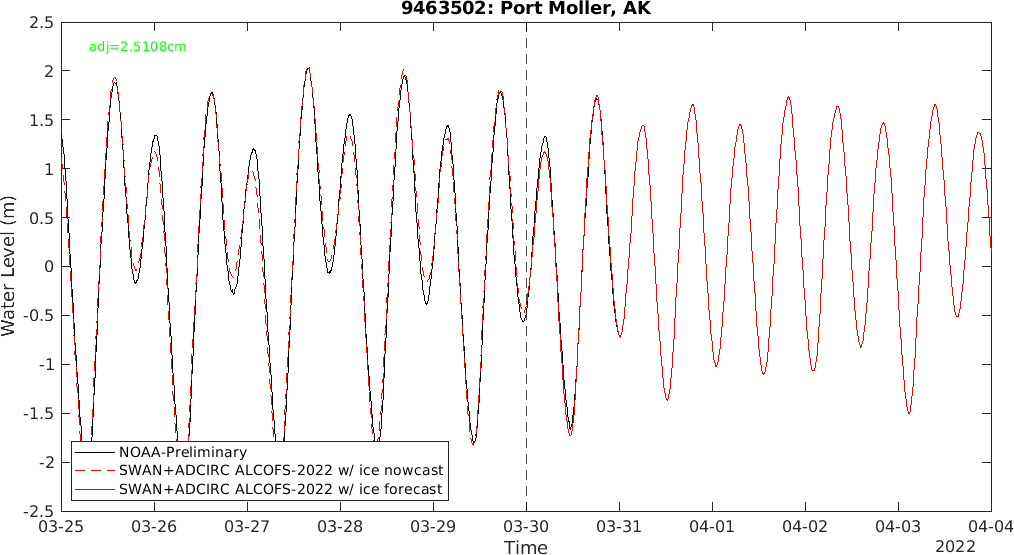 9463502: Port Moller, AK
adj=2.5108cm
2.5
2
1.5
1
0.5
0
-0.5
-1
-1.5
-2
-2.5
Water Level (m)
NOAA-Preliminary
SWAN+ADCIRC ALCOFS-2022 w/ ice nowcast
SWAN+ADCIRC ALCOFS-2022 w/ ice forecast
03-25 03-26 03-27 03-28 03-29 03-30 03-31 04-01 04-02 04-03 04-04
Time
2022